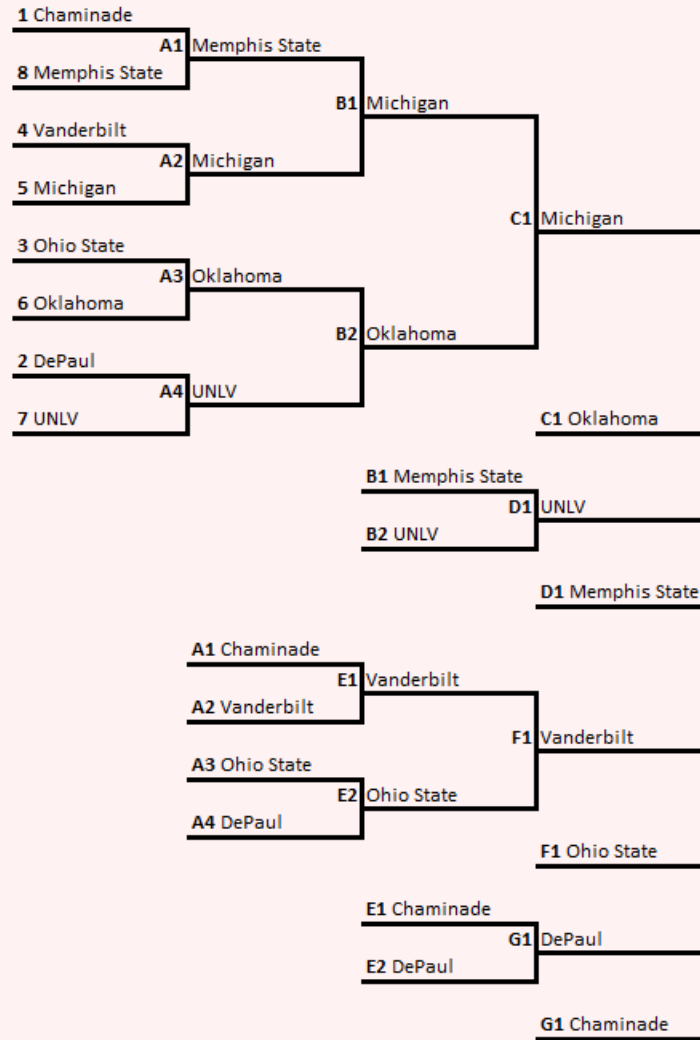 1 Chaminade
A1 Memphis State
8 Memphis State
B1 Michigan
4 Vanderbilt
A2 Michigan
5 Michigan
C1 Michigan
3 Ohio State
A3 Oklahoma
6 Oklahoma
B2 Oklahoma
2 DePaul
A4 UNLV
7 UNLV
C1 Oklahoma
B1 Memphis State
D1 UNLV
B2 UNLV
D1 Memphis State
A1 Chaminade
E1 Vanderbilt
A2 Vanderbilt
F1 Vanderbilt
A3 Ohio State
E2 Ohio State
A4 DePaul
F1 Ohio State
E1 Chaminade
G1 DePaul
E2 DePaul
G1 Chaminade